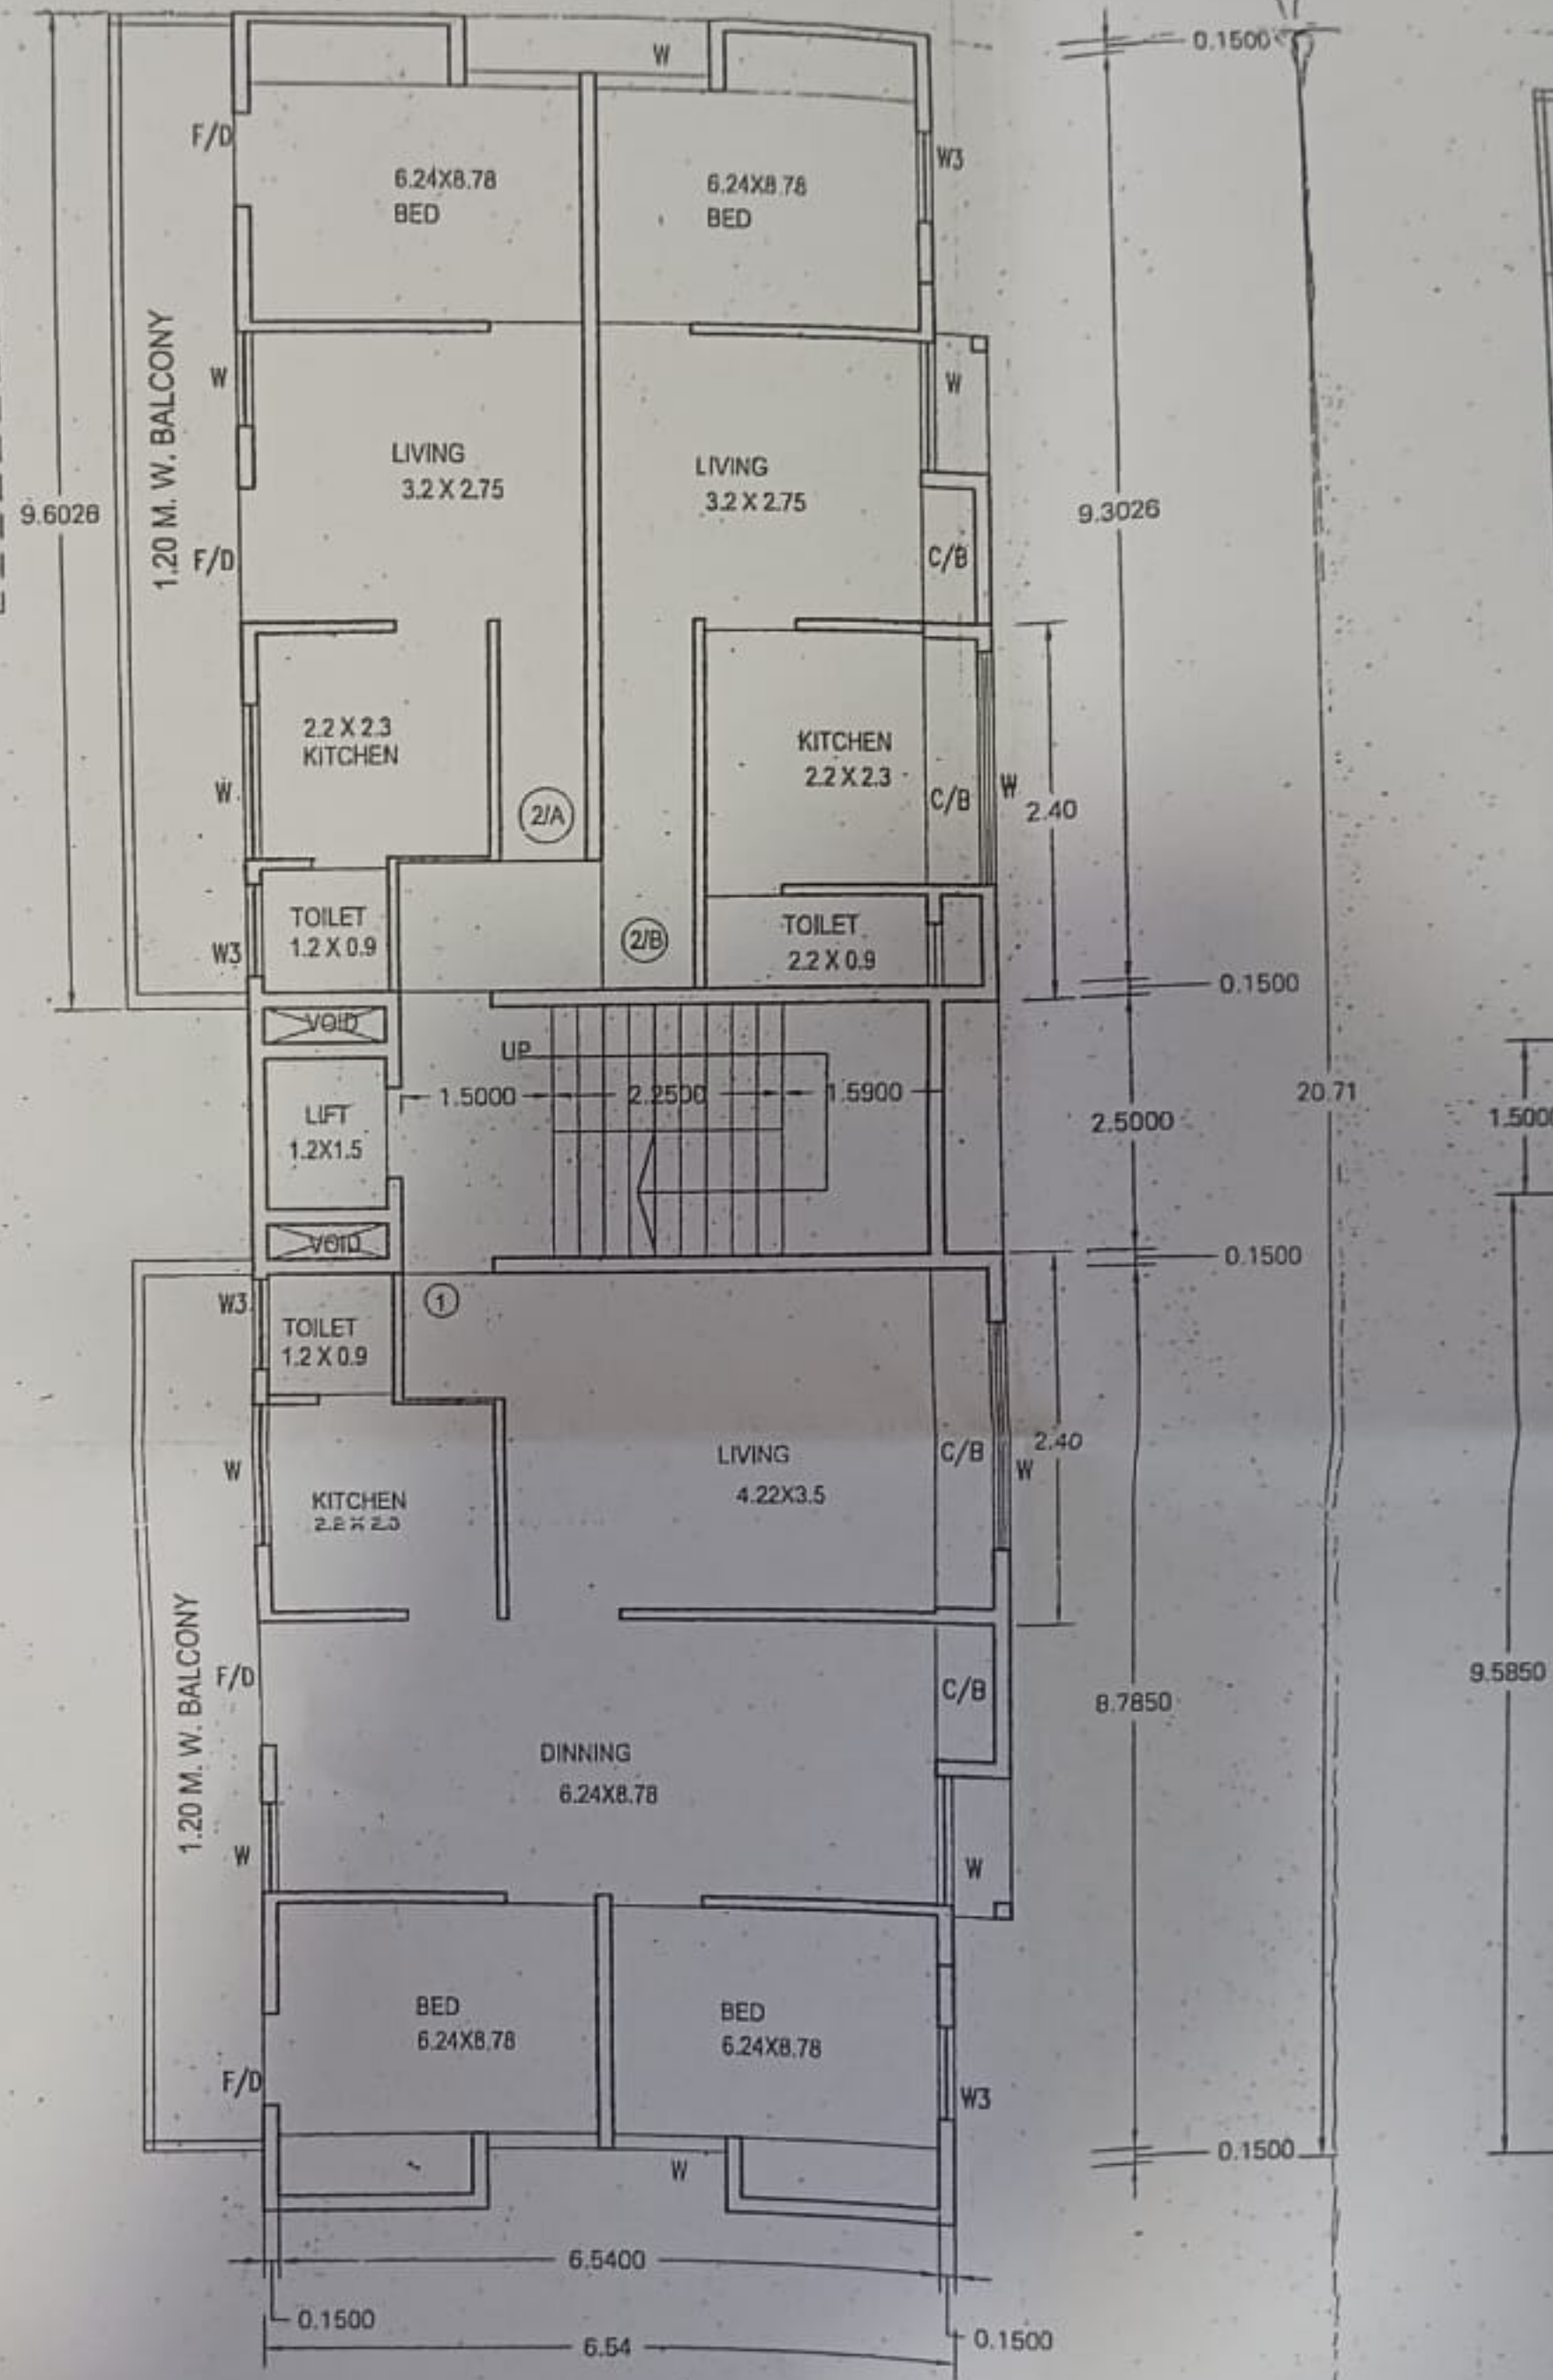 0.1500
W
F/D
W3
6.24X8.78
BED
6.24X8.78
BED
1.20 M. W. BALCONY
W
W
LIVING
3.2 X 2.75
LIVING
3.2 X 2.75
9.6026
9.3026
F/D
C/B
2.2 X 2.3
KITCHEN
KITCHEN
2.2 X 2.3
W
C/B
W
2.40
2/A
TOILET
1.2 X 0.9
2/B
TOILET
2.2 X 0.9
W3
0.1500
VOID
UP
1.5000
2.2500
1.5900
LIFT
1.2X1.5
2.5000
20.71
VOID
0.1500
W3
1
TOILET
1.2 X 0.9
LIVING
4.22X3.5
C/B
W
2.40
W
KITCHEN
F/D
C/B
8.7850
9.5850
1.20 M. W. BALCONY
DINNING
6.24X8.78
W
W
BED
6.24X8.78
BED
6.24X8.78
F/D
W3
0.1500
W
6.5400
0.1500
6.54
0.1500